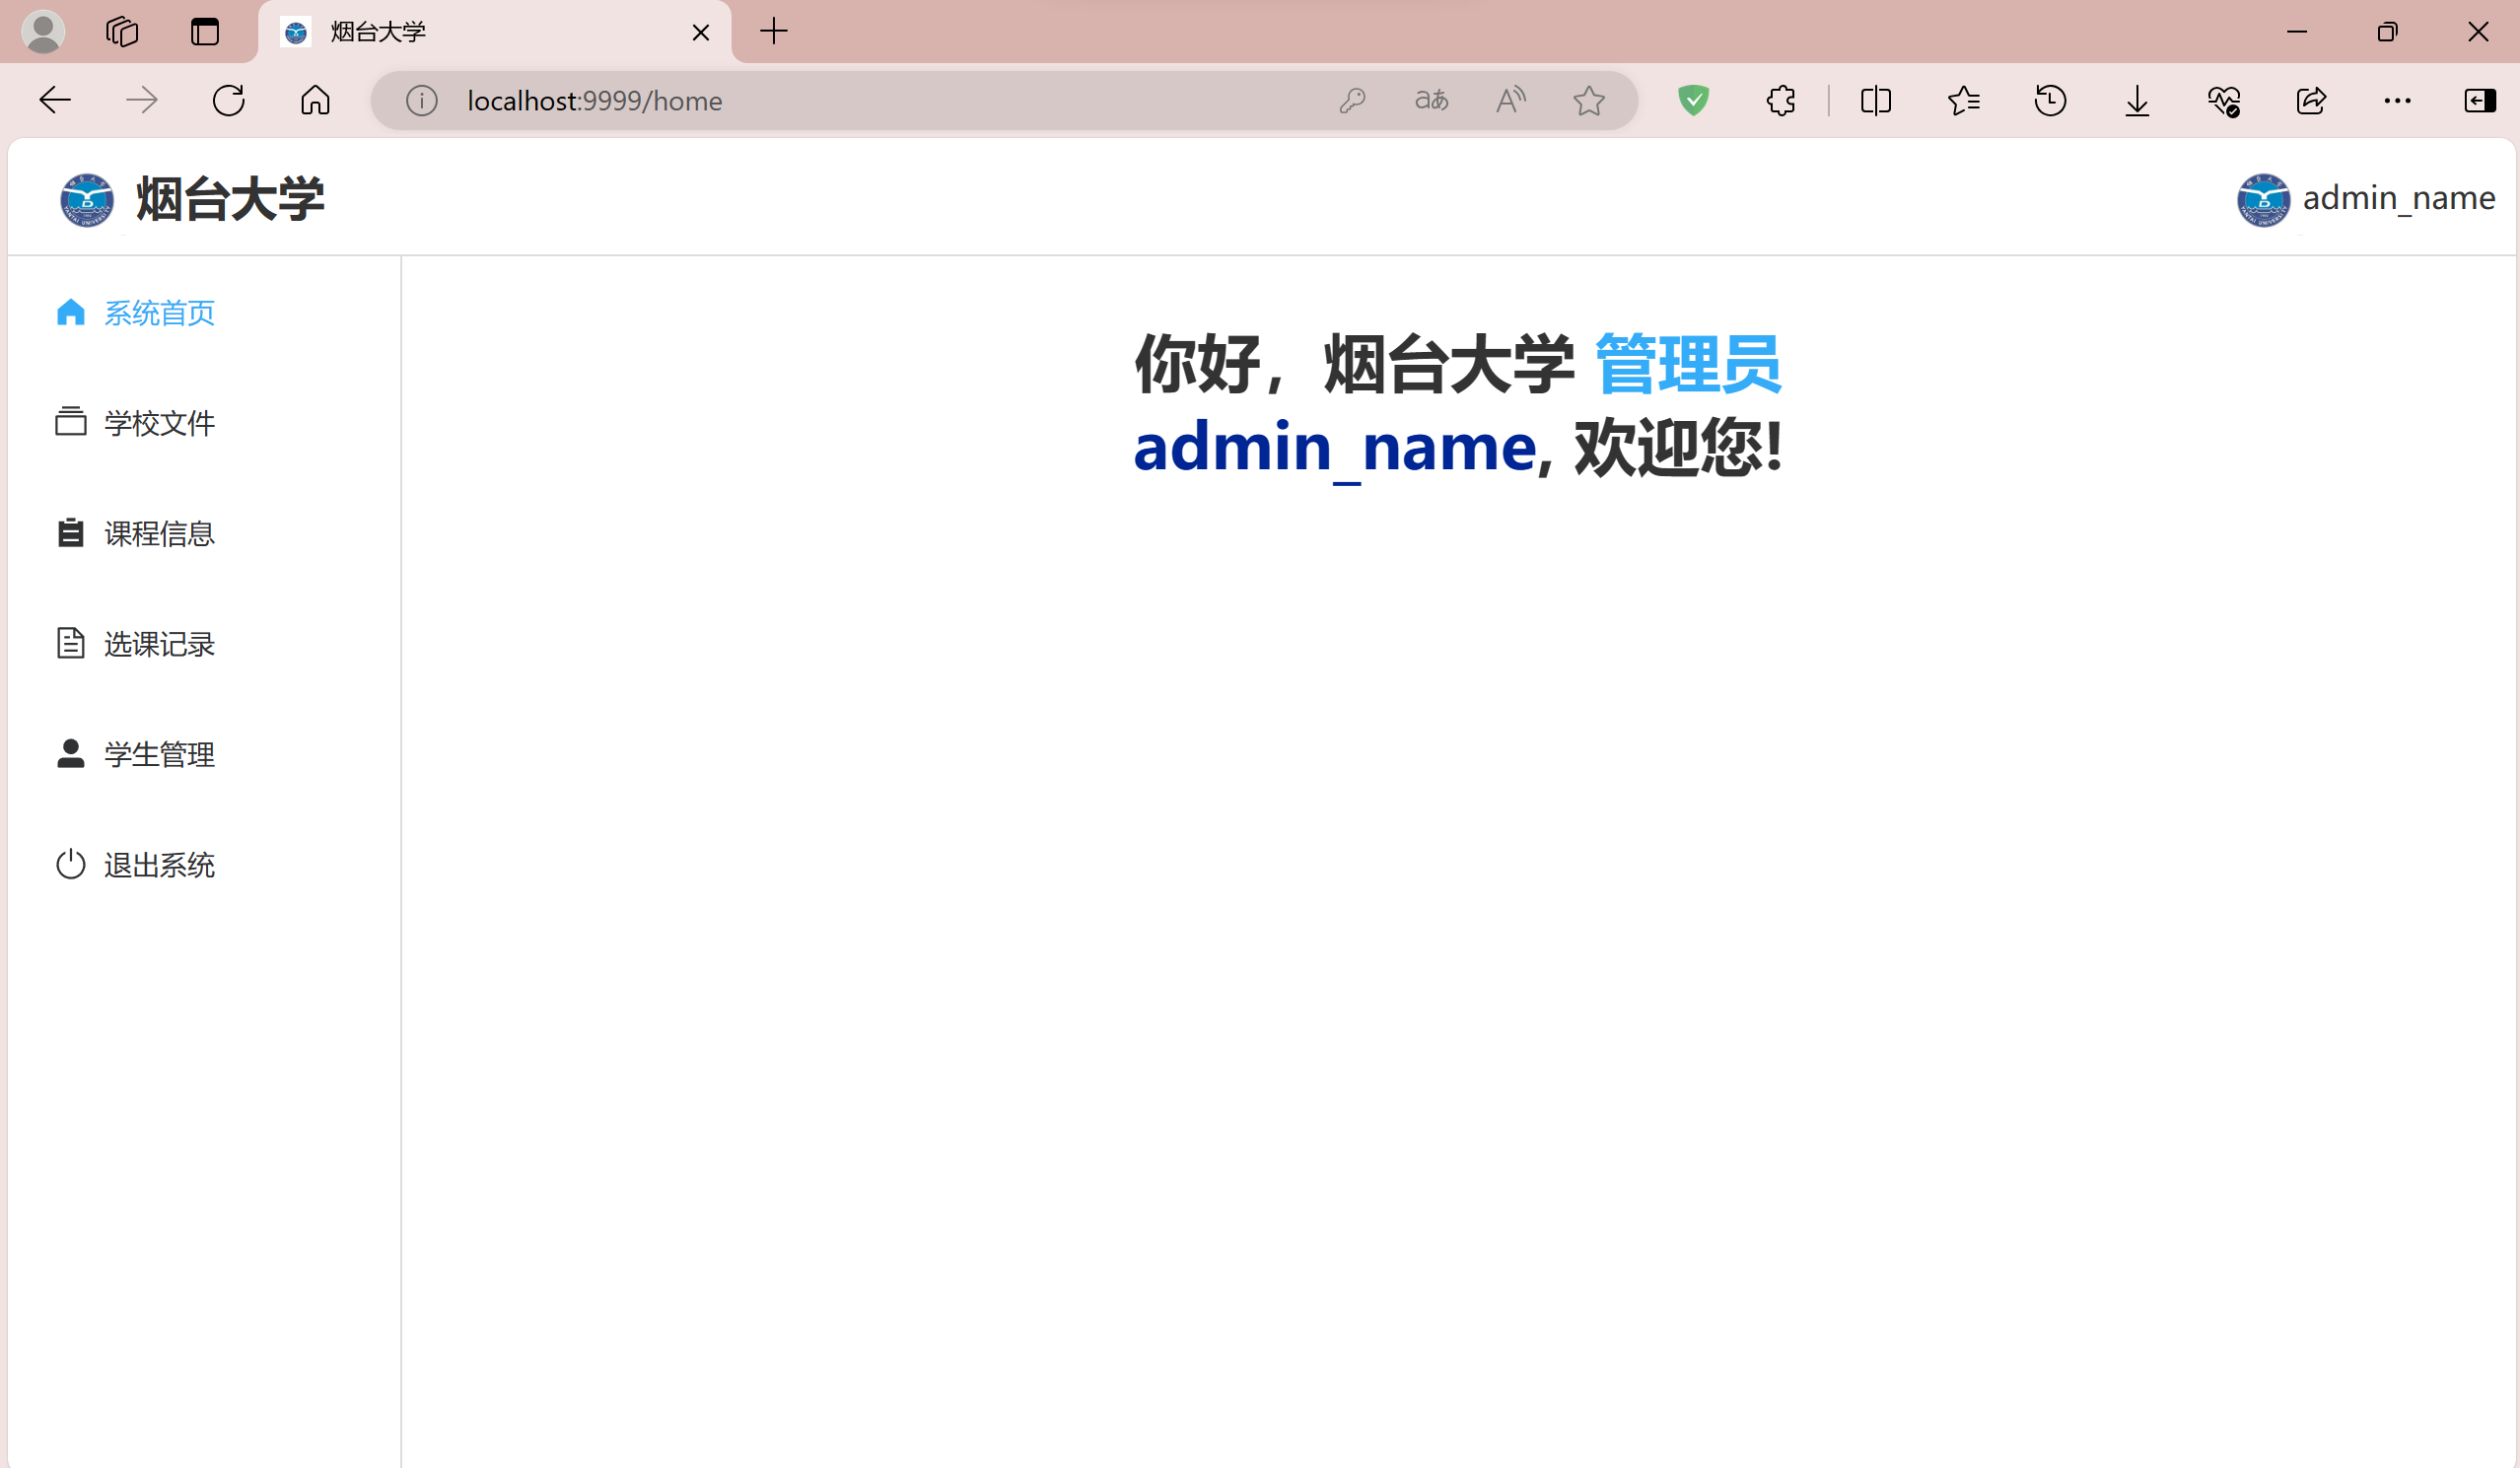 烟台大学
localhost:9999/home
烟台大学
admin_name
系统首页
学校文件
课程信息
选课记录
学生管理
退出系统
你好，烟台大学 管理员
admin_name, 欢迎您!